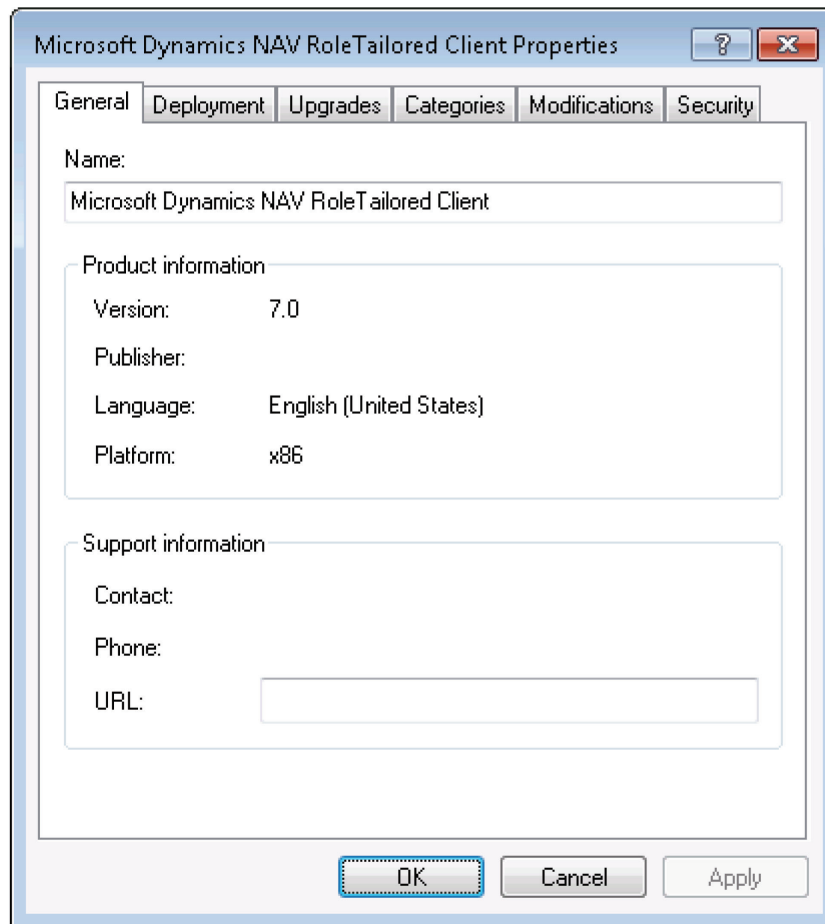 Microsoft Dynamics NAV RoleTailored Client Properties
General Deployment Upgrades Categories Modifications Security
Name:
Microsoft Dynamics NAV RoleTailored Client
Product information
Version: 7.0
Publisher:
Language: English (United States)
Platform: x86
Support information
Contact:
Phone:
URL:
OK Cancel Apply